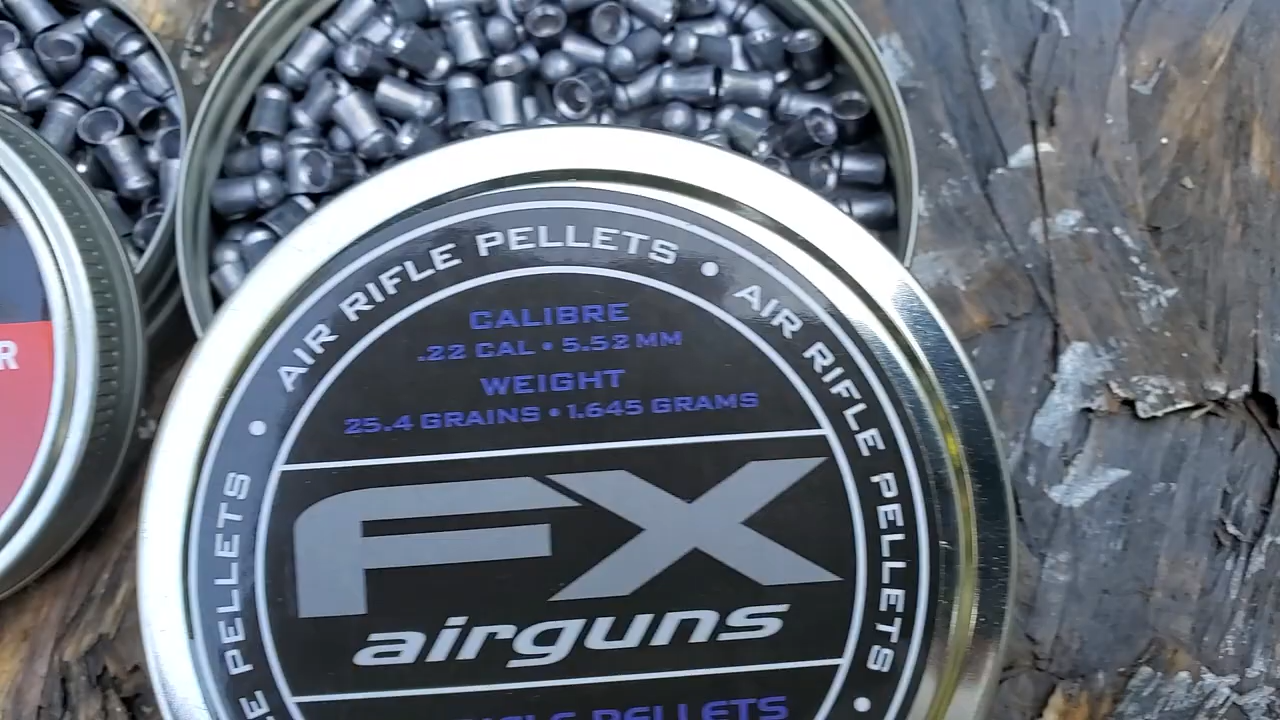 AIR RIFLE PELLETS • AIR RIFLE PELLETS •
PELLETS •
CALIBRE
.22 CAL • 5.52 MM
WEIGHT
25.4 GRAINS • 1.645 GRAMS
FX
airguns
PELLETS
R